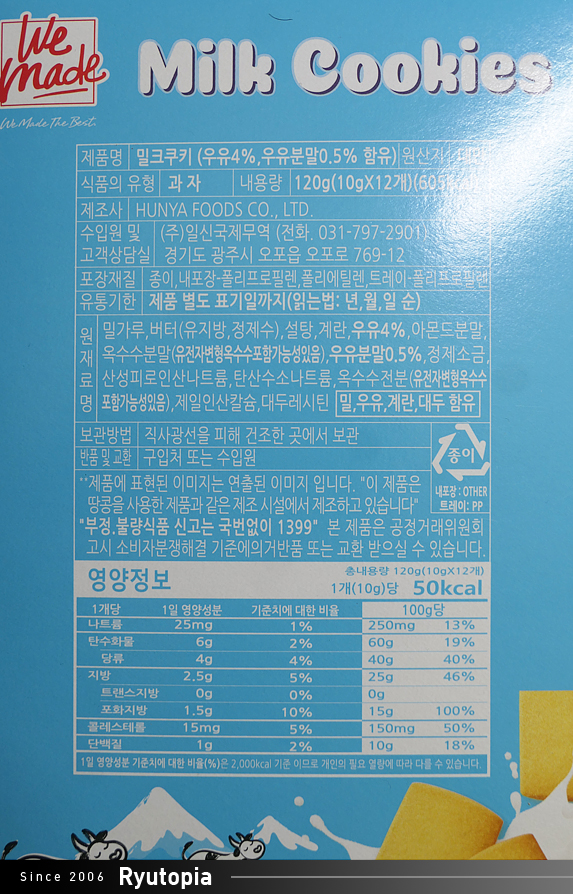 We made
Milk Cookies
We Made The Best.
제품명 밀크쿠키 (우유4%,우유분말0.5% 함유) 원산지
식품의 유형 과 자 내용량 120g(10gX12개)
제조사 HUNYA FOODS CO., LTD.
수입원 및 (주)일신국제무역 (전화. 031-797-2901)
고객상담실 경기도 광주시 오포읍 오포로 769-12
포장재질 종이,내포장-폴리프로필렌,폴리에틸렌,트레이-폴리프로필렌
유통기한 제품 별도 표기일까지(읽는법: 년,월,일 순)
원재료명 밀가루,버터(유지방,정제수),설탕,계란,우유4%,아몬드분말,
옥수수분말(유전자변형옥수수포함가능성있음),우유분말0.5%,정제소금,
산성피로인산나트륨,탄산수소나트륨,옥수수전분(유전자변형옥수수
포함가능성있음),제일인산칼슘,대두레시틴 밀,우유,계란,대두 함유
보관방법 직사광선을 피해 건조한 곳에서 보관
반품 및 교환 구입처 또는 수입원
종이
내포장 : OTHER
트레이: PP
**제품에 표현된 이미지는 연출된 이미지 입니다. "이 제품은
땅콩을 사용한 제품과 같은 제조 시설에서 제조하고 있습니다"
"부정.불량식품 신고는 국번없이 1399" 본 제품은 공정거래위원회
고시 소비자분쟁해결 기준에의거반품 또는 교환 받으실 수 있습니다.
영양정보 총내용량 120g(10gX12개)
1개(10g)당 50kcal
1개당 1일 영양성분 기준치에 대한 비율 100g당
나트륨 25mg 1% 250mg 13%
탄수화물 6g 2% 60g 19%
당류 4g 4% 40g 40%
지방 2.5g 5% 25g 46%
트랜스지방 0g 0% 0g
포화지방 1.5g 10% 15g 100%
콜레스테롤 15mg 5% 150mg 50%
단백질 1g 2% 10g 18%
1일 영양성분 기준치에 대한 비율(%)은 2,000kcal 기준 이므로 개인의 필요 열량에 따라 다를 수 있습니다.
Since 2006 Ryutopia